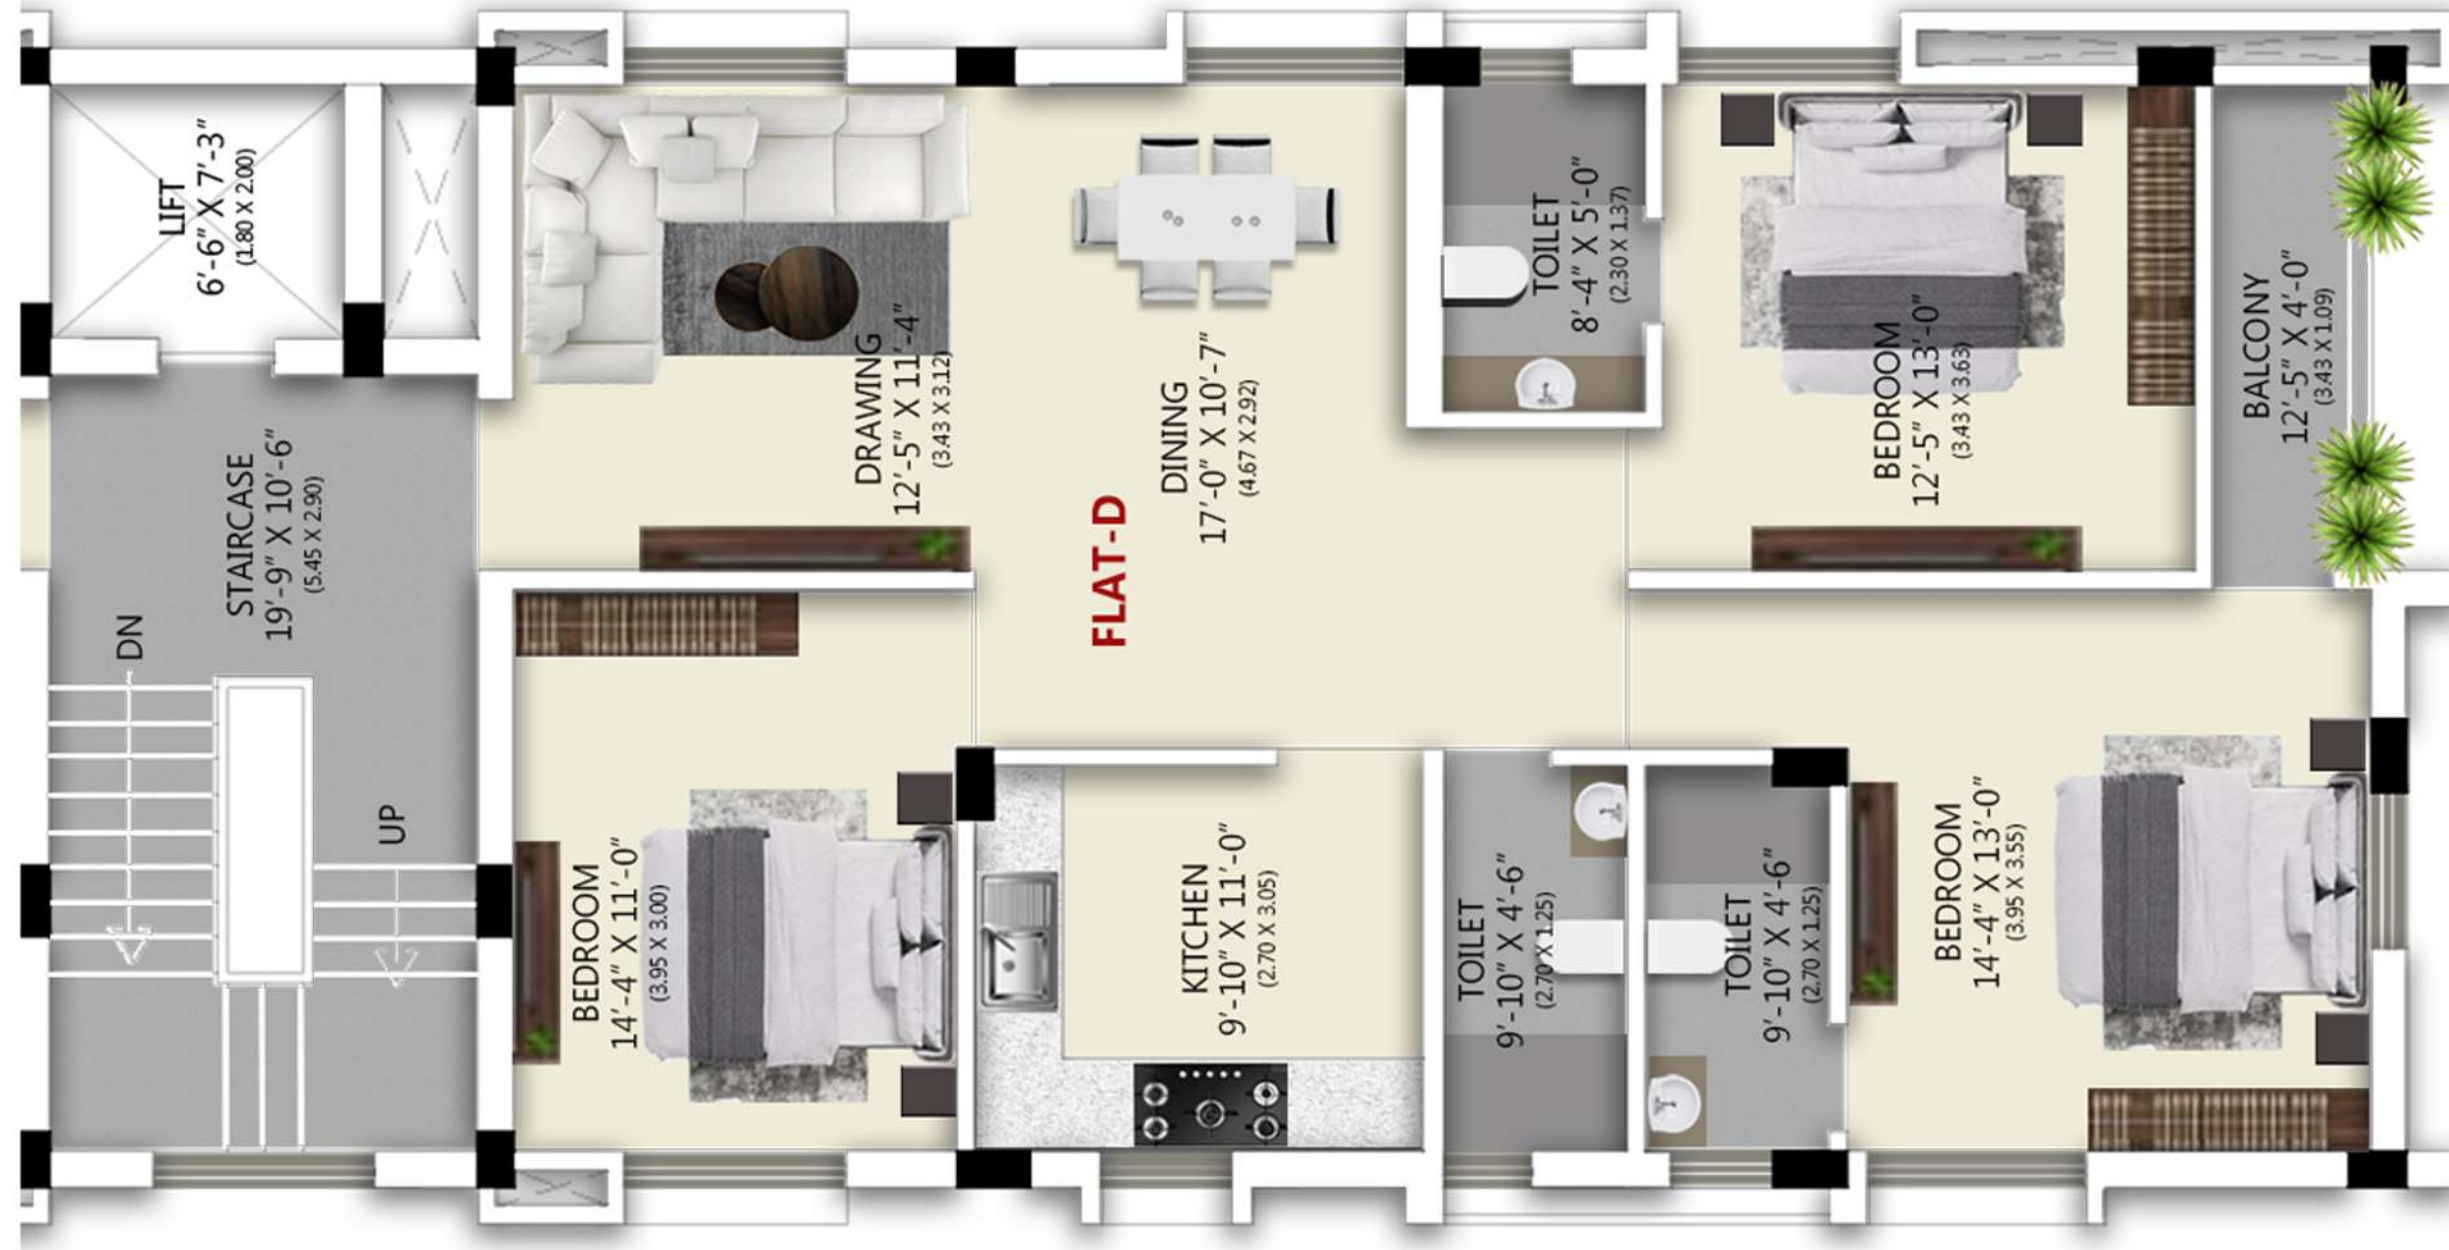 LIFT
6'-6" X 7'-3"
(1.80 X 2.00)
STAIRCASE
19'-9" X 10'-6"
(5.45 X 2.90)
DN
UP
DRAWING
12'-5" X 11'-4"
(3.43 X 3.12)
DINING
17'-0" X 10'-7"
(4.67 X 2.92)
FLAT-D
TOILET
8'-4" X 5'-0"
(2.30 X 1.37)
BEDROOM
12'-5" X 13'-0"
(3.43 X 3.63)
BALCONY
12'-5" X 4'-0"
(3.43 X 1.09)
BEDROOM
14'-4" X 11'-0"
(3.95 X 3.00)
KITCHEN
9'-10" X 11'-0"
(2.70 X 3.05)
TOILET
9'-10" X 4'-6"
(2.70 X 1.25)
TOILET
9'-10" X 4'-6"
(2.70 X 1.25)
BEDROOM
14'-4" X 13'-0"
(3.95 X 3.55)